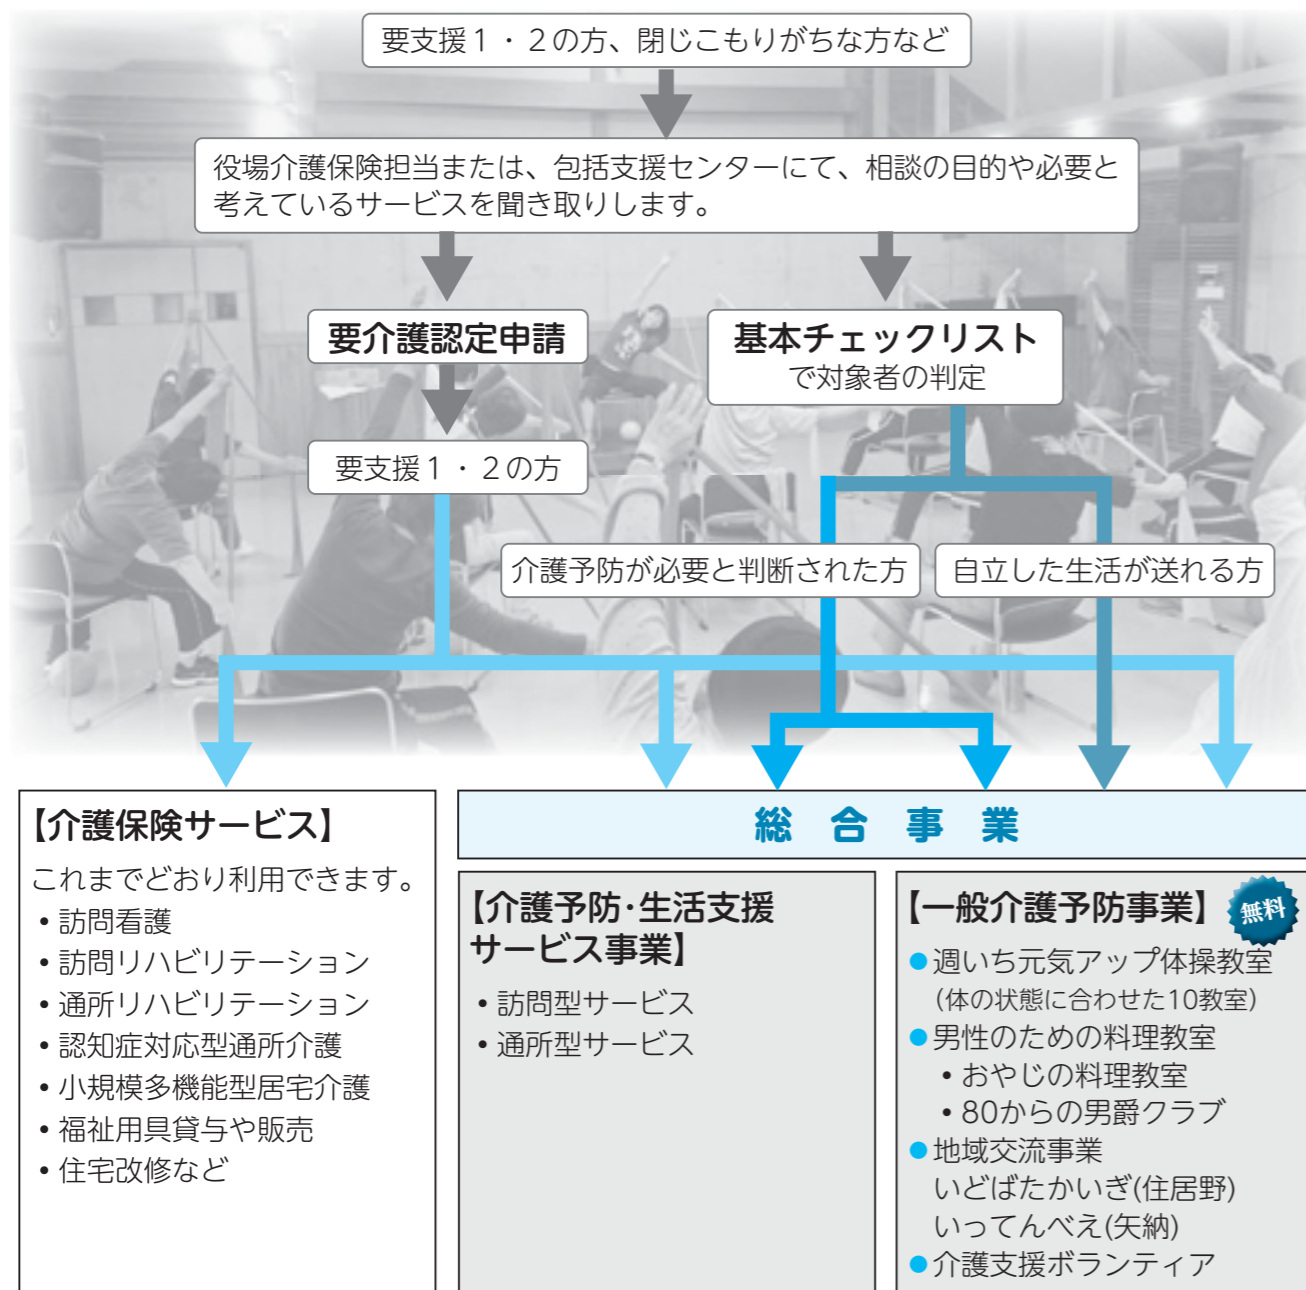 要支援1・2の方、閉じこもりがちな方など
役場介護保険担当または、包括支援センターにて、相談の目的や必要と
考えているサービスを聞き取りします。
要介護認定申請
基本チェックリスト
で対象者の判定
要支援1・2の方
介護予防が必要と判断された方
自立した生活が送れる方
【介護保険サービス】
これまでどおり利用できます。
・訪問看護
・訪問リハビリテーション
・通所リハビリテーション
・認知症対応型通所介護
・小規模多機能型居宅介護
・福祉用具貸与や販売
・住宅改修など
総合事業
【介護予防・生活支援
サービス事業】
・訪問型サービス
・通所型サービス
【一般介護予防事業】
無料
●週いち元気アップ体操教室
(体の状態に合わせた10教室)
●男性のための料理教室
・おやじの料理教室
・80からの男爵クラブ
●地域交流事業
いどばたかいぎ(住居野)
いってんべえ(矢納)
●介護支援ボランティア